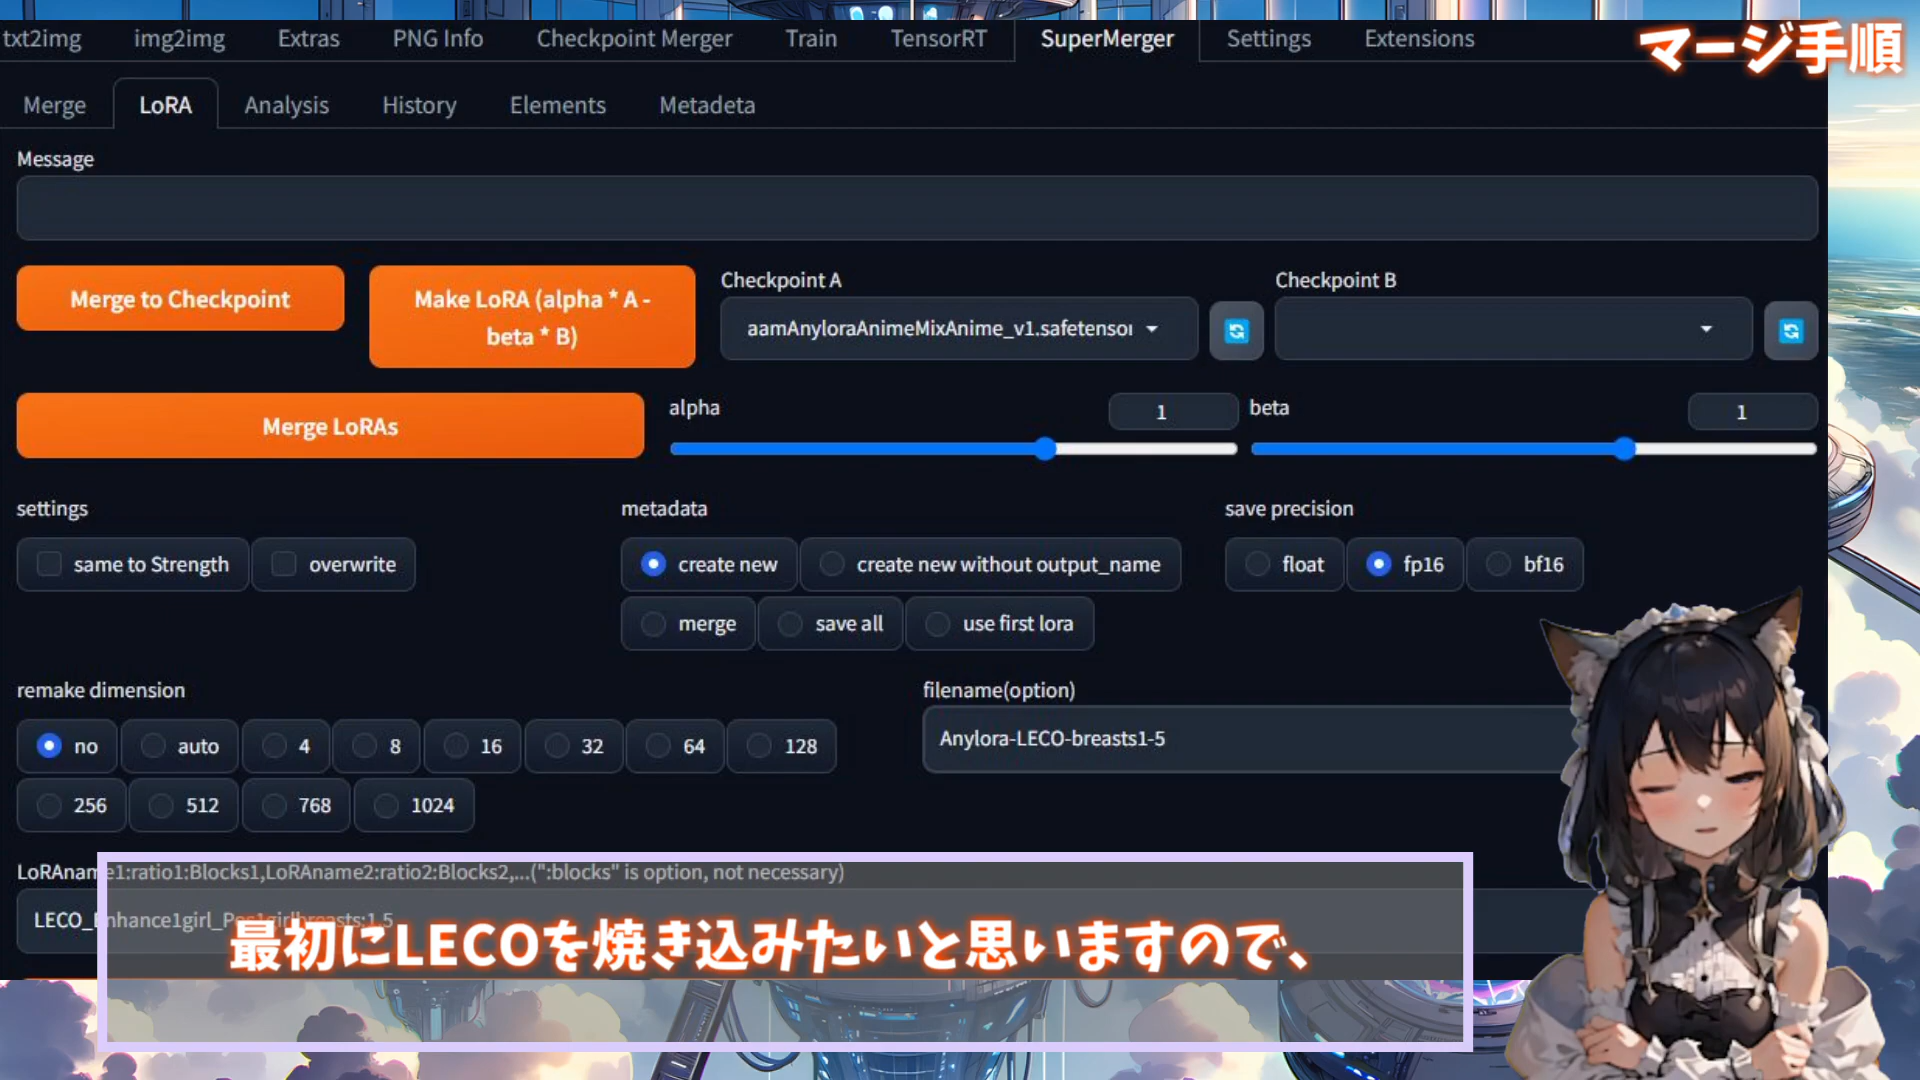 txt2img img2img Extras PNG Info Checkpoint Merger Train TensorRT SuperMerger Settings Extensions
マージ手順
Merge LoRA Analysis History Elements Metadeta
Message
Merge to Checkpoint
Make LoRA (alpha * A -
beta * B)
Checkpoint A
aamAnyloraAnimeMixAnime_v1.safetensor
Checkpoint B
Merge LoRAs
alpha 1
beta 1
settings
same to Strength overwrite
metadata
create new create new without output_name
merge save all use first lora
save precision
float fp16 bf16
remake dimension
no auto 4 8 16 32 64 128
256 512 768 1024
filename(option)
Anylora-LECO-breasts1-5
LoRAname1:ratio1:Blocks1,LoRAname2:ratio2:Blocks2,...(":blocks" is option, not necessary)
LECO_Enhance1girl_Pos1girlbreasts:1.5
最初にLECOを焼き込みたいと思いますので、